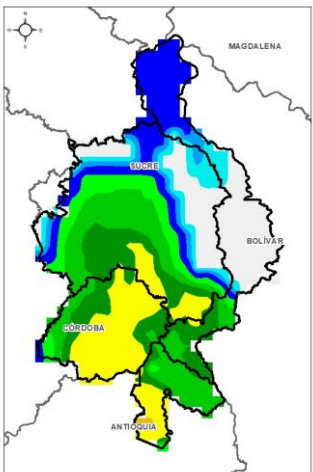 N
W
E
S
MAGDALENA
SUCRE
BOLÍVAR
CÓRDOBA
ANTIOQUIA